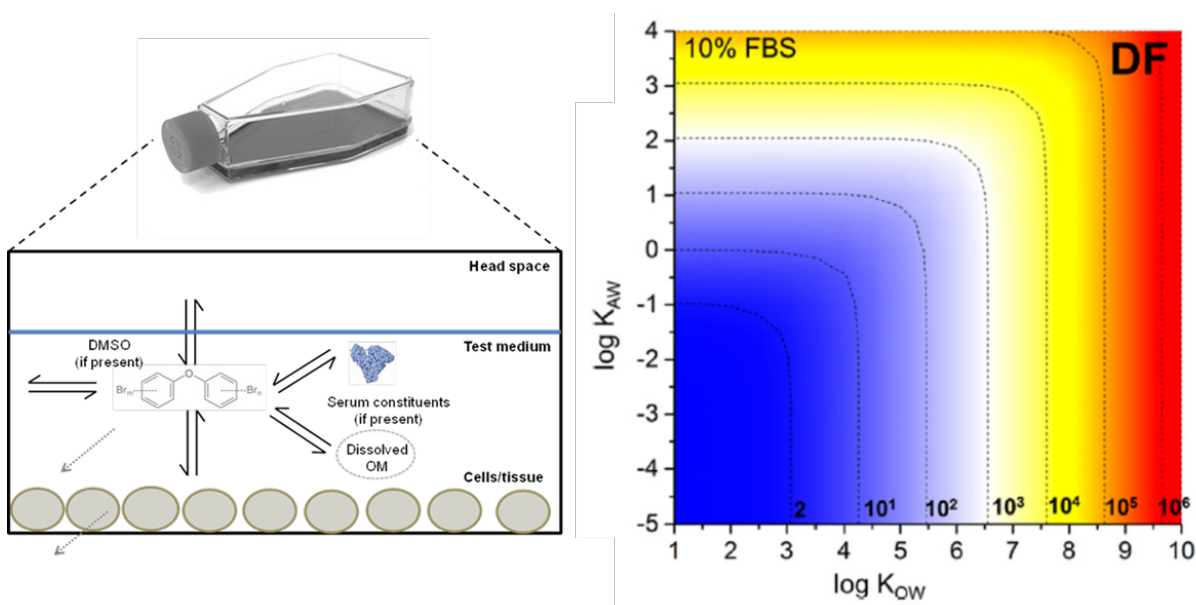 Head space
DMSO
(if present)
Test medium
Br_m
O
Br_n
Serum constituents
(if present)
Dissolved
OM
Cells/tissue
10% FBS
DF
4
3
2
1
0
-1
-2
-3
-4
-5
log K_AW
2
10¹
10²
10³
10⁴
10⁵
10⁶
1 2 3 4 5 6 7 8 9 10
log K_OW